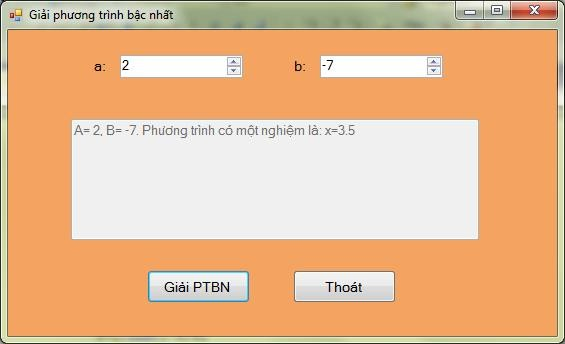 Giải phương trình bậc nhất
a: 2 b: -7
A= 2, B= -7. Phương trình có một nghiệm là: x=3.5
Giải PTBN Thoát